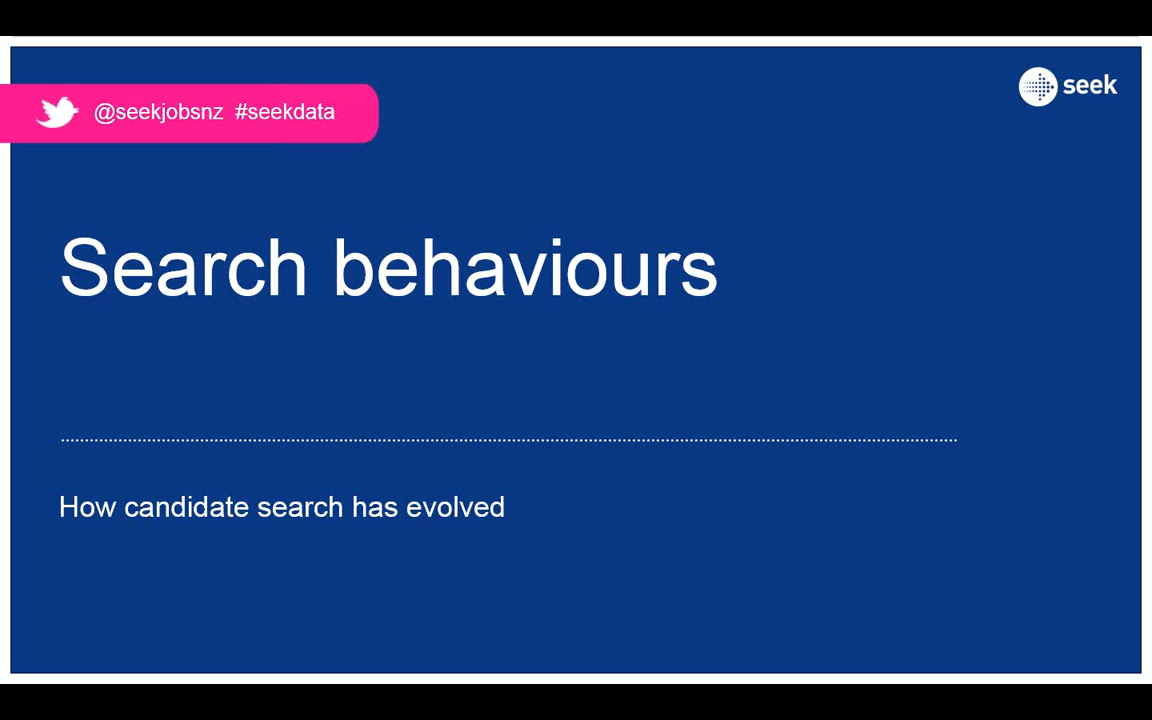 @seekjobsnz #seekdata
seek
Search behaviours
How candidate search has evolved